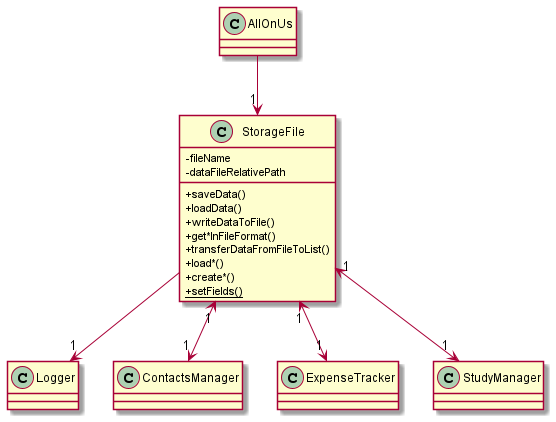 C AllOnUs
1
C StorageFile
-fileName
-dataFileRelativePath
+saveData()
+loadData()
+writeDataToFile()
+get*InFileFormat()
+transferDataFromFileToList()
+load*()
+create*()
+setFields()
1
1 1 1
1 1 1 1
C Logger
C ContactsManager
C ExpenseTracker
C StudyManager